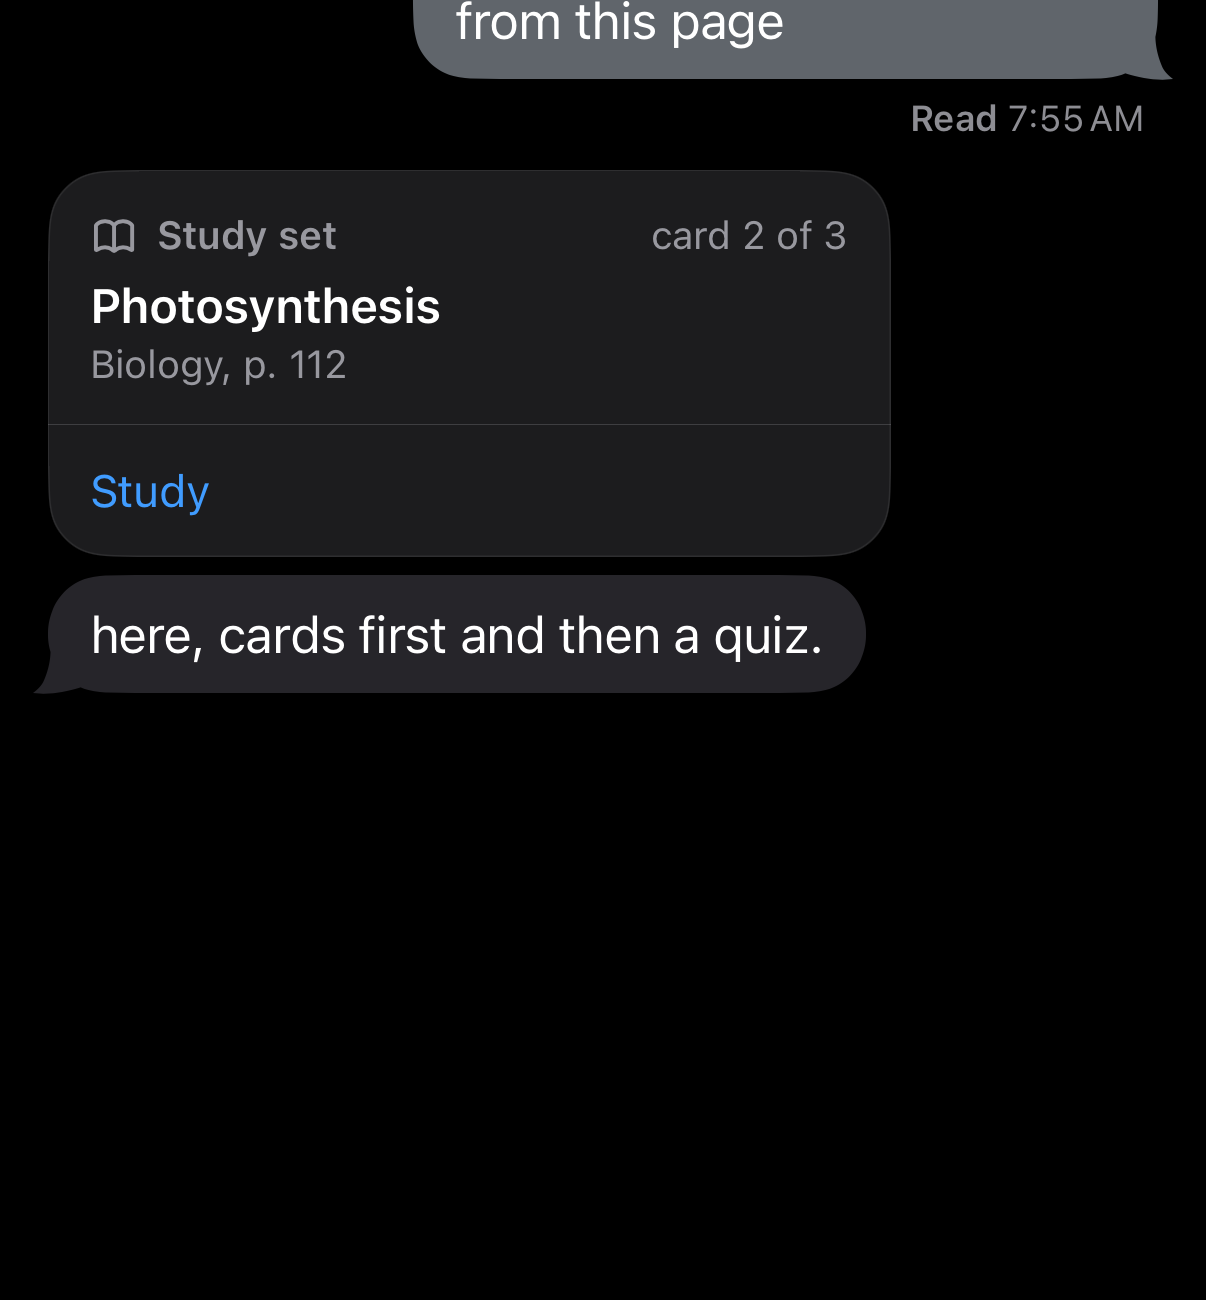 from this page
Read 7:55 AM
Study set card 2 of 3
Photosynthesis
Biology, p. 112
Study
here, cards first and then a quiz.